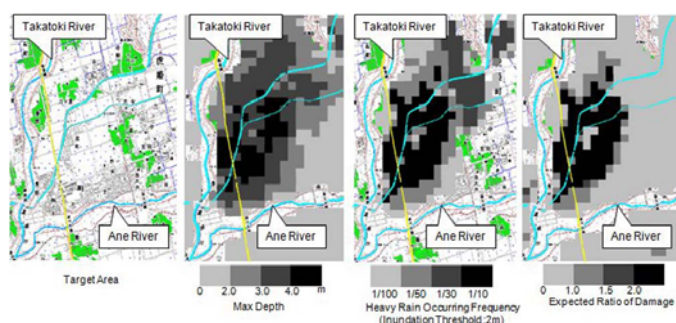 Takatoki River
Takatoki River
Takatoki River
Takatoki River
Ane River
Ane River
Ane River
Ane River
Target Area
0 2.0 3.0 4.0 m
Max Depth
1/100 1/50 1/30 1/10
Heavy Rain Occurring Frequency
(Inundation Threshold:2m)
0 1.0 1.5 2.0
Expected Ratio of Damage